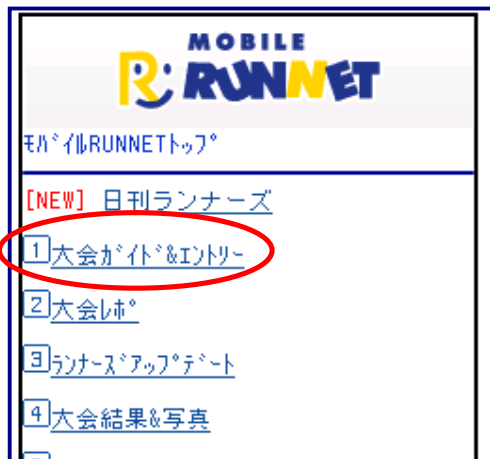 MOBILE
RUNNET
ﾓﾊﾞｲﾙRUNNETﾄｯﾌﾟ
[NEW] 日刊ランナーズ
1大会ｶﾞｲﾄﾞ&ｴﾝﾄﾘｰ
2大会ﾚﾎﾟ
3ﾗﾝﾅｰｽﾞｱｯﾌﾟﾃﾞｰﾄ
4大会結果&写真